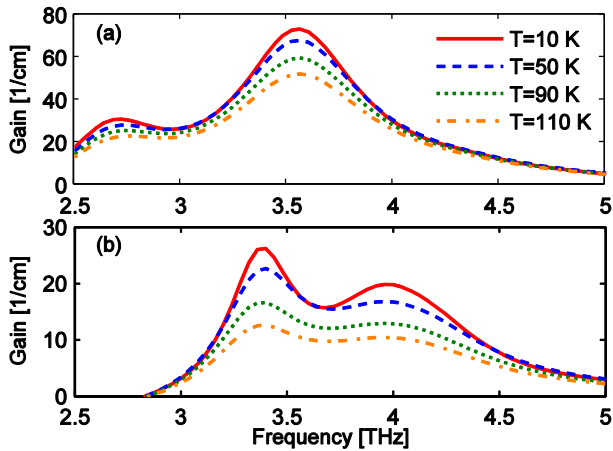 80
(a)
T=10 K
60
T=50 K
40
T=90 K
20
T=110 K
0
Gain [1/cm]
2.5 3 3.5 4 4.5 5
30
(b)
20
10
0
Gain [1/cm]
2.5 3 3.5 4 4.5 5
Frequency [THz]